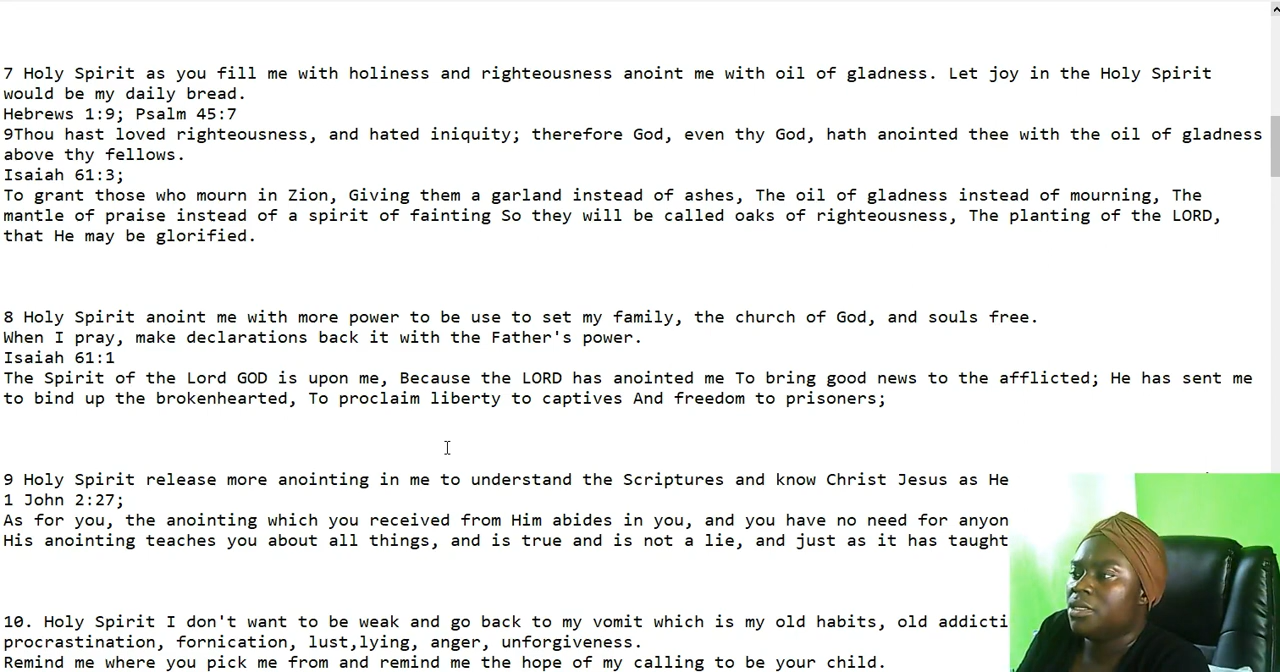 7 Holy Spirit as you fill me with holiness and righteousness anoint me with oil of gladness. Let joy in the Holy Spirit
would be my daily bread.
Hebrews 1:9; Psalm 45:7
9Thou hast loved righteousness, and hated iniquity; therefore God, even thy God, hath anointed thee with the oil of gladness
above thy fellows.
Isaiah 61:3;
To grant those who mourn in Zion, Giving them a garland instead of ashes, The oil of gladness instead of mourning, The
mantle of praise instead of a spirit of fainting So they will be called oaks of righteousness, The planting of the LORD,
that He may be glorified.
8 Holy Spirit anoint me with more power to be use to set my family, the church of God, and souls free.
When I pray, make declarations back it with the Father's power.
Isaiah 61:1
The Spirit of the Lord GOD is upon me, Because the LORD has anointed me To bring good news to the afflicted; He has sent me
to bind up the brokenhearted, To proclaim liberty to captives And freedom to prisoners;
9 Holy Spirit release more anointing in me to understand the Scriptures and know Christ Jesus as He
1 John 2:27;
As for you, the anointing which you received from Him abides in you, and you have no need for anyon
His anointing teaches you about all things, and is true and is not a lie, and just as it has taught
10. Holy Spirit I don't want to be weak and go back to my vomit which is my old habits, old addicti
procrastination, fornication, lust,lying, anger, unforgiveness.
Remind me where you pick me from and remind me the hope of my calling to be your child.